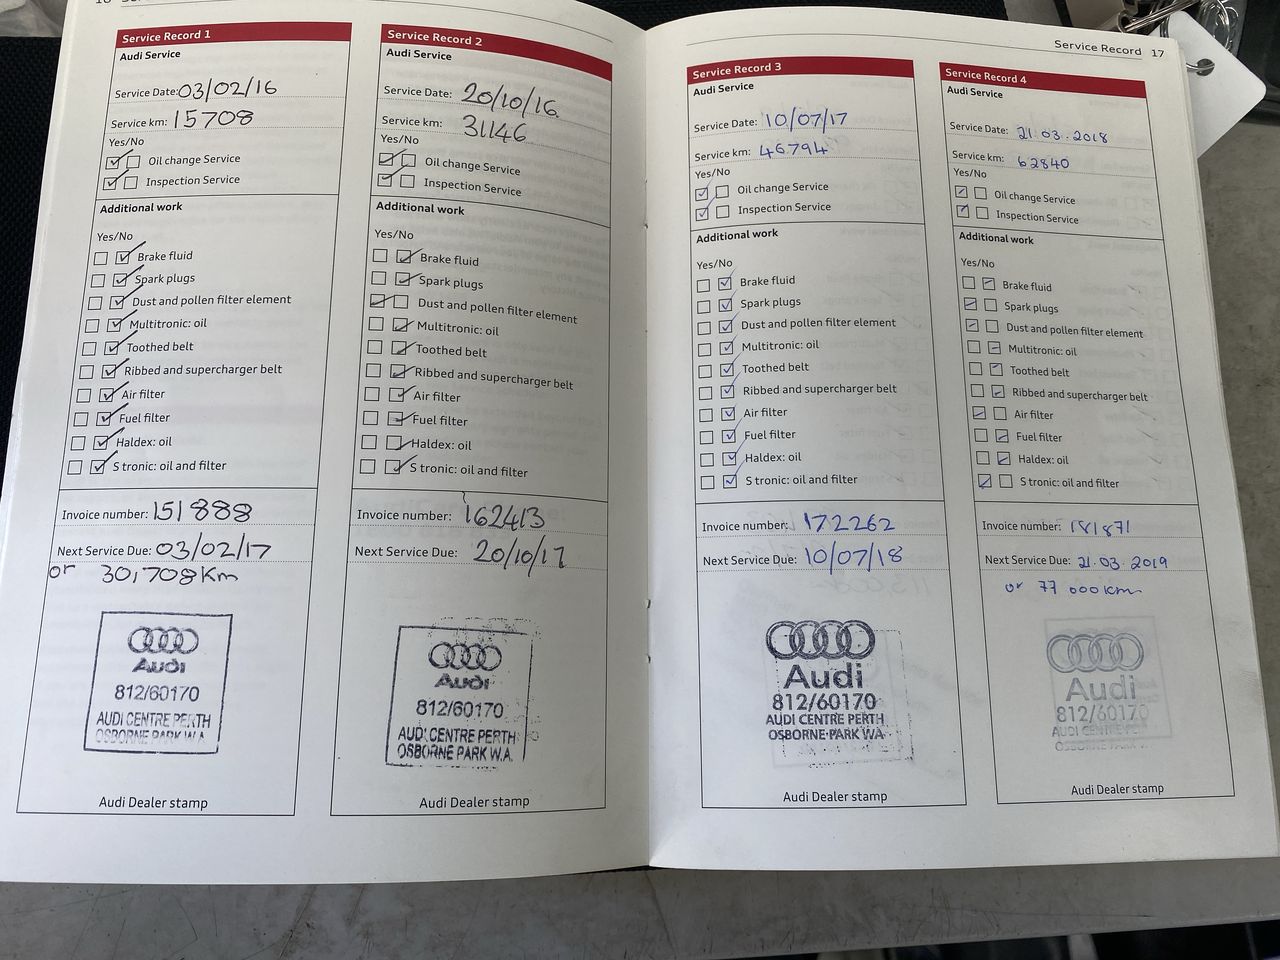 16
Service Record 1
Audi Service
Service Date: 03/02/16
Service km: 15708
Yes/No
Oil change Service
Inspection Service
Additional work
Yes/No
Brake fluid
Spark plugs
Dust and pollen filter element
Multitronic: oil
Toothed belt
Ribbed and supercharger belt
Air filter
Fuel filter
Haldex: oil
S tronic: oil and filter
Invoice number: 151888
Next Service Due: 03/02/17
or 30,708 Km
Audi
812/60170
AUDI CENTRE PERTH
OSBORNE PARK W.A.
Audi Dealer stamp
Service Record 2
Audi Service
Service Date: 20/10/16.
Service km: 31146
Yes/No
Oil change Service
Inspection Service
Additional work
Yes/No
Brake fluid
Spark plugs
Dust and pollen filter element
Multitronic: oil
Toothed belt
Ribbed and supercharger belt
Air filter
Fuel filter
Haldex: oil
S tronic: oil and filter
Invoice number: 162413
Next Service Due: 20/10/17
Audi
812/60170
AUDI CENTRE PERTH
OSBORNE PARK W.A.
Audi Dealer stamp
Service Record 17
Service Record 3
Audi Service
Service Date: 10/07/17
Service km: 46794
Yes/No
Oil change Service
Inspection Service
Additional work
Yes/No
Brake fluid
Spark plugs
Dust and pollen filter element
Multitronic: oil
Toothed belt
Ribbed and supercharger belt
Air filter
Fuel filter
Haldex: oil
S tronic: oil and filter
Invoice number: 172262
Next Service Due: 10/07/18
Audi
812/60170
AUDI CENTRE PERTH
OSBORNE PARK WA
Audi Dealer stamp
Service Record 4
Audi Service
Service Date: 21.03.2018
Service km: 62840
Yes/No
Oil change Service
Inspection Service
Additional work
Yes/No
Brake fluid
Spark plugs
Dust and pollen filter element
Multitronic: oil
Toothed belt
Ribbed and supercharger belt
Air filter
Fuel filter
Haldex: oil
S tronic: oil and filter
Invoice number: 181871
Next Service Due: 21.03.2019
or 77 000 km
Audi
812/60170
AUDI CENTRE PERTH
OSBORNE PARK W.A.
Audi Dealer stamp